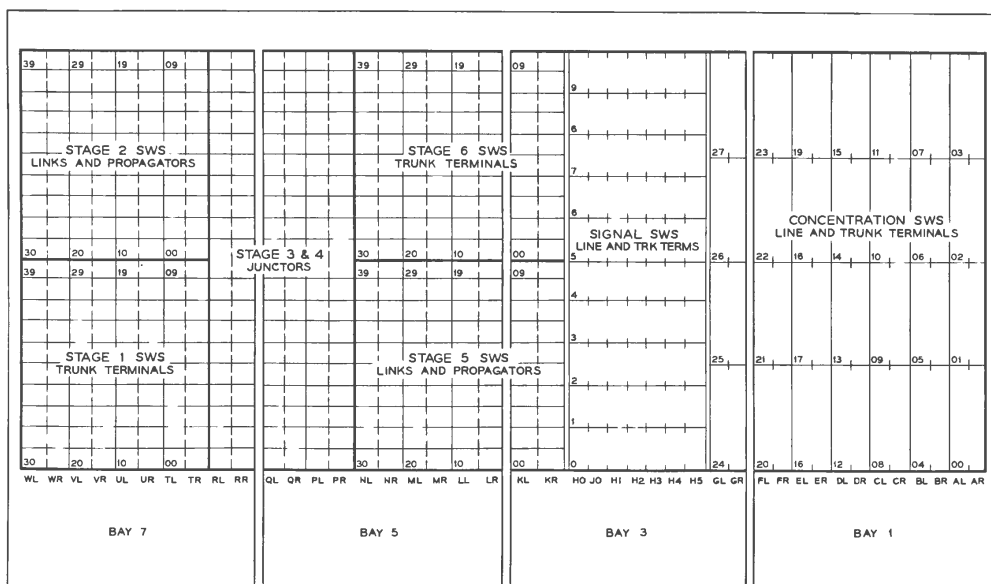 39 29 19 09 39 29 19 09
STAGE 2 SWS
LINKS AND PROPAGATORS
STAGE 6 SWS
TRUNK TERMINALS
9
6
7
6
5
4
3
2
1
0
27 23 19 15 11 07 03
SIGNAL SWS
LINE AND TRK TERMS
CONCENTRATION SWS
LINE AND TRUNK TERMINALS
STAGE 3 & 4
JUNCTORS
30 20 10 00 30 20 10 00
39 29 19 09 39 29 19 09
26 22 16 14 10 06 02
STAGE 1 SWS
TRUNK TERMINALS
STAGE 5 SWS
LINKS AND PROPAGATORS
25 21 17 13 09 05 01
30 20 10 00 30 20 10 00
24 20 16 12 08 04 00
WL WR VL VR UL UR TL TR RL RR QL QR PL PR NL NR ML MR LL LR KL KR H0 J0 H1 H2 H3 H4 H5 GL GR FL FR EL ER DL DR CL CR BL BR AL AR
BAY 7 BAY 5 BAY 3 BAY 1